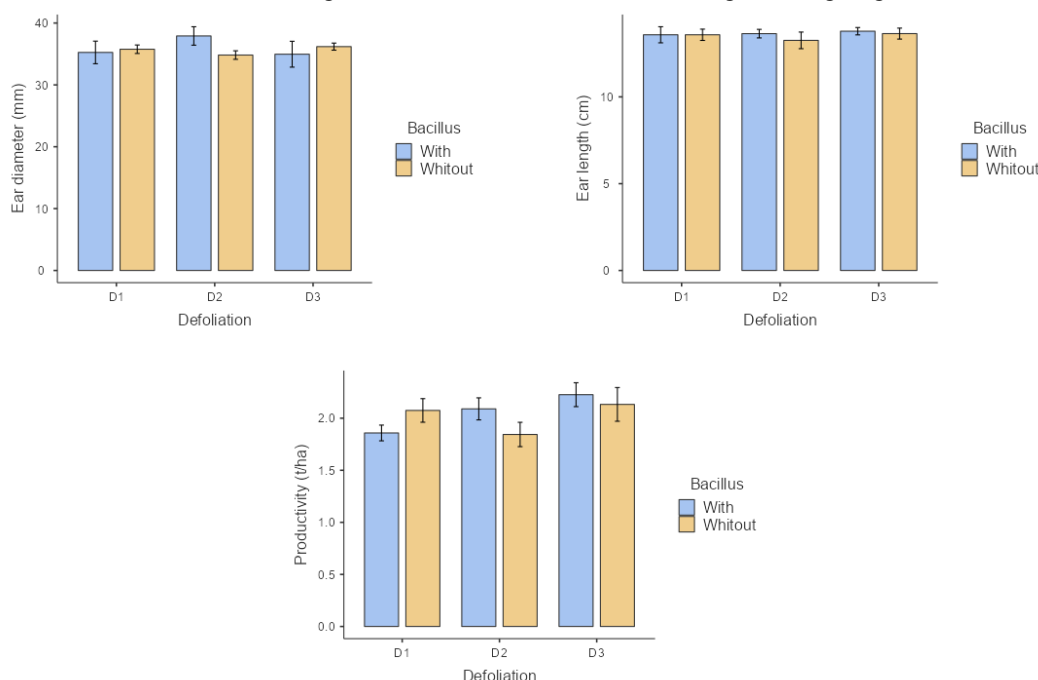 40
30
20
10
0
Ear diameter (mm)
D1 D2 D3
Defoliation
Bacillus
With
Whitout
10
5
0
Ear length (cm)
D1 D2 D3
Defoliation
Bacillus
With
Whitout
2.0
1.5
1.0
0.5
0.0
Productivity (t/ha)
D1 D2 D3
Defoliation
Bacillus
With
Whitout